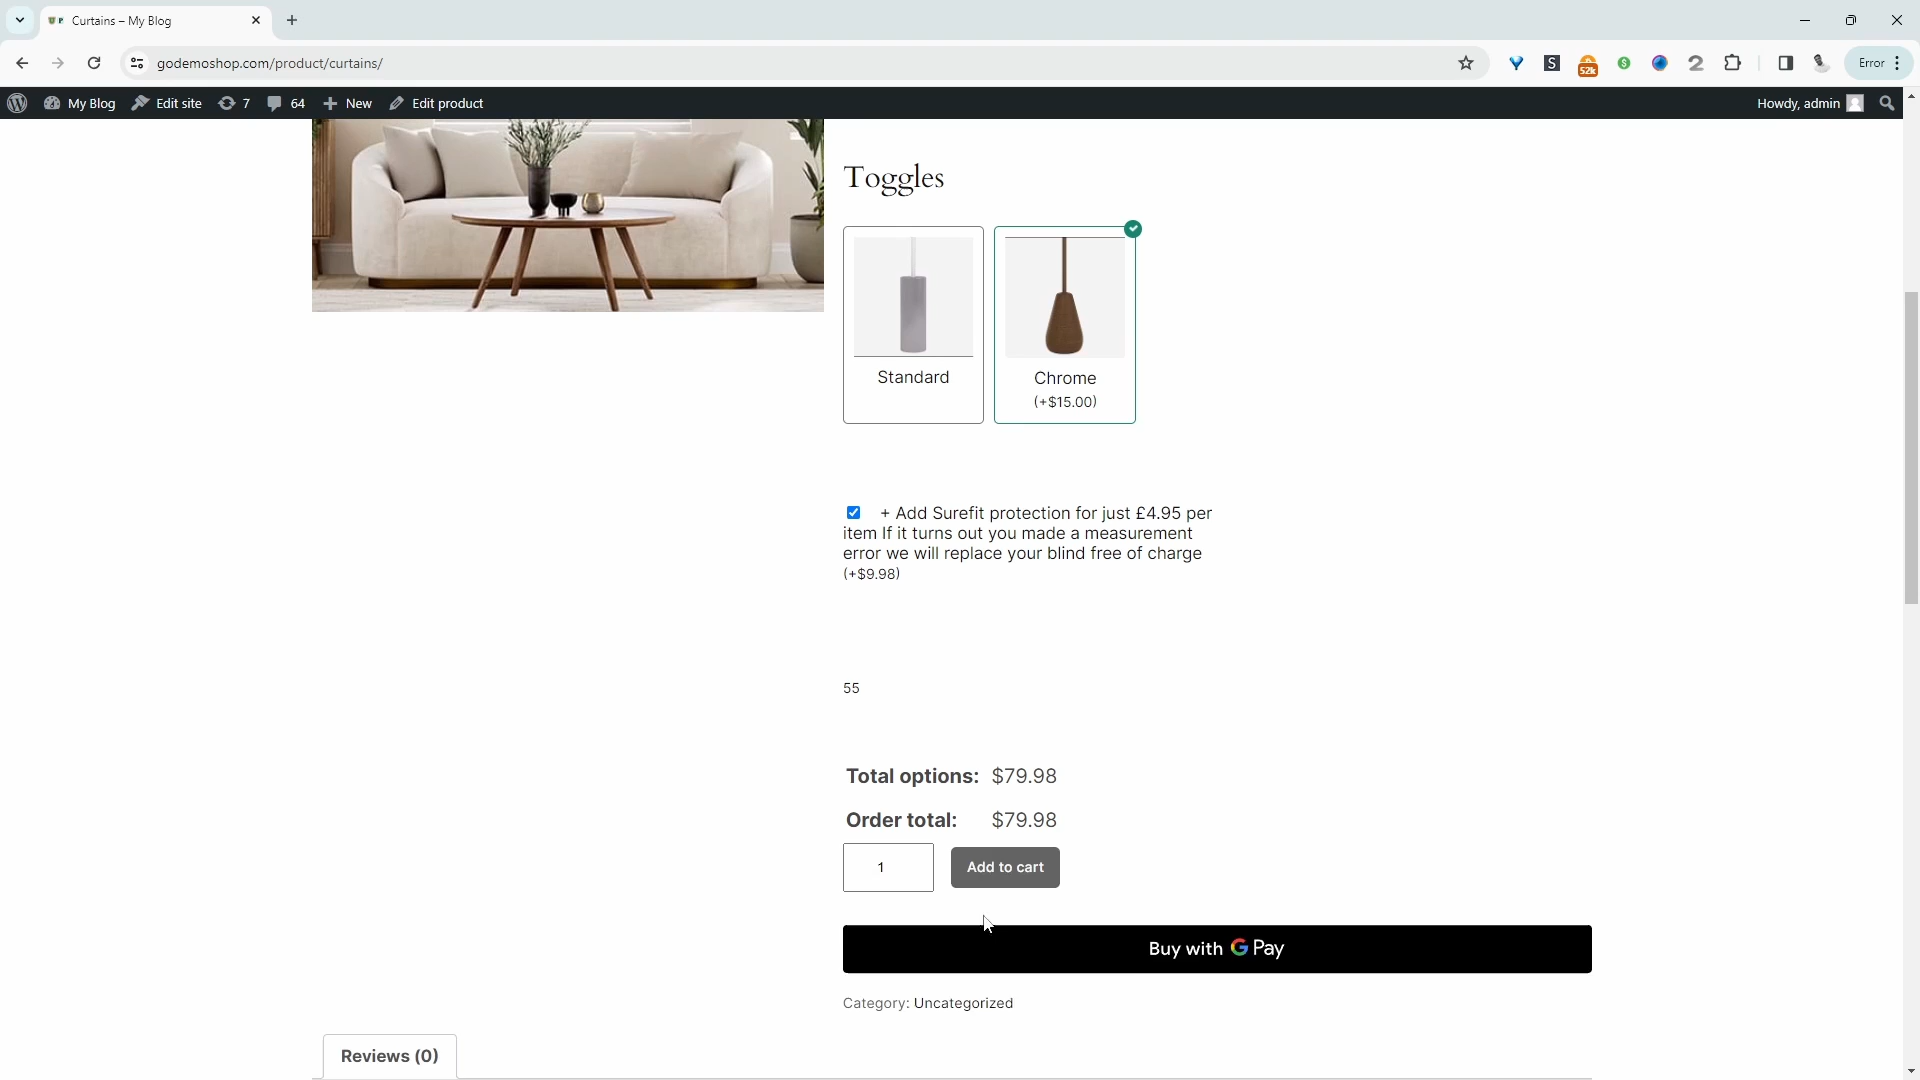 Curtains – My Blog
godemoshop.com/product/curtains/
S
52k
Error
My Blog
Edit site
7
64
New
Edit product
Howdy, admin
Toggles
Standard
Chrome
(+$15.00)
+ Add Surefit protection for just £4.95 per
item If it turns out you made a measurement
error we will replace your blind free of charge
(+$9.98)
55
Total options: $79.98
Order total: $79.98
1
Add to cart
Buy with G Pay
Category: Uncategorized
Reviews (0)